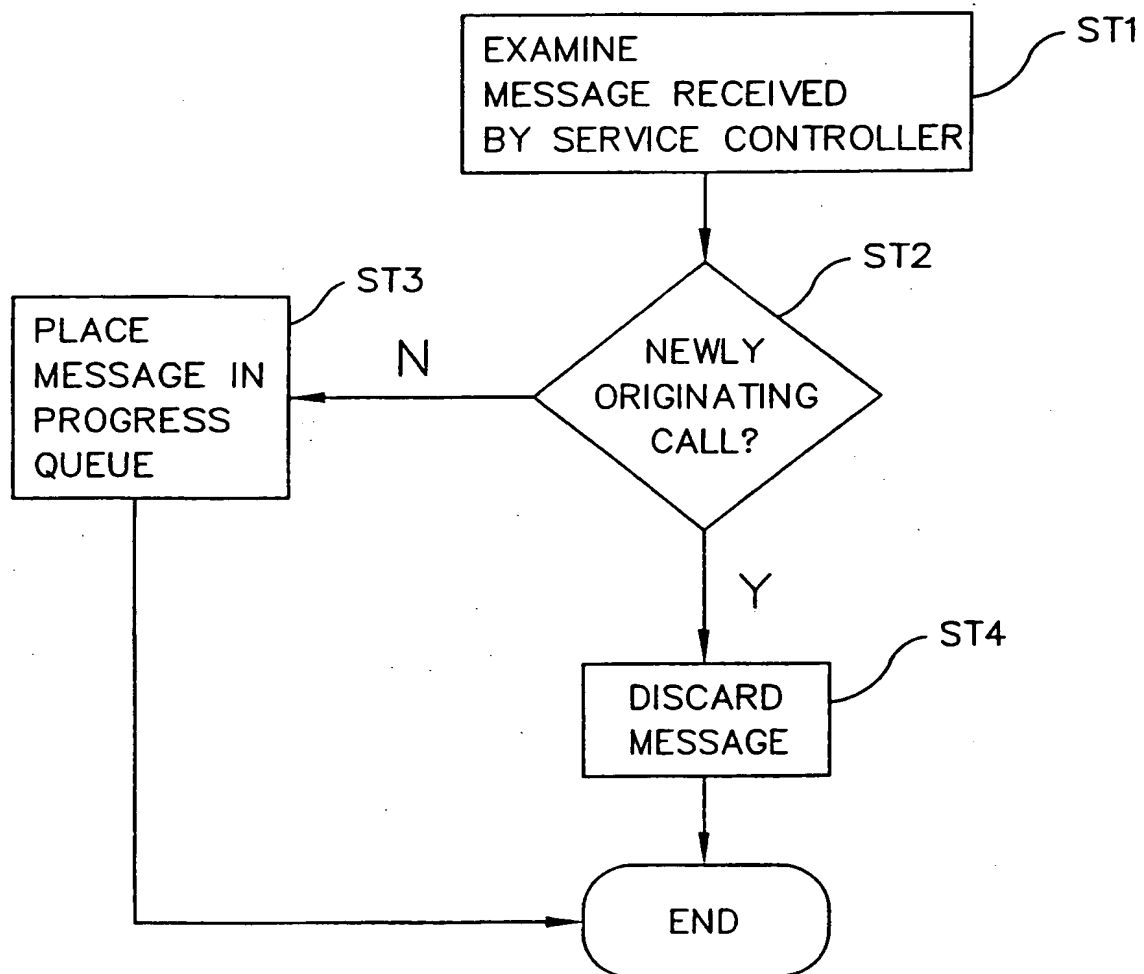 EXAMINE
MESSAGE RECEIVED
BY SERVICE CONTROLLER
ST1
ST2
NEWLY
ORIGINATING
CALL?
N
ST3
PLACE
MESSAGE IN
PROGRESS
QUEUE
Y
ST4
DISCARD
MESSAGE
END